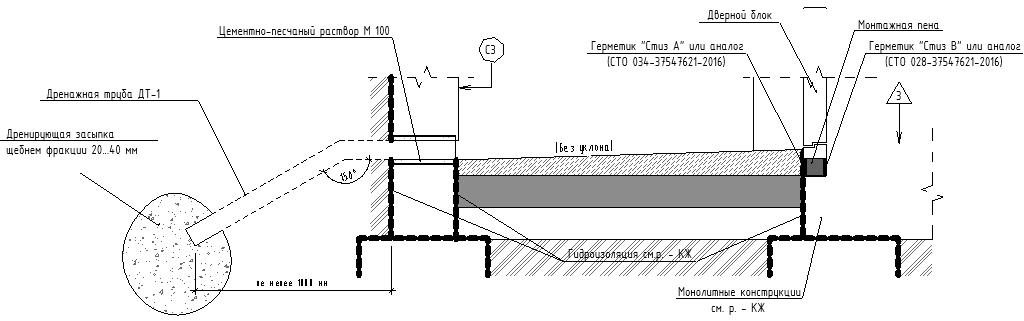 Дверной блок
Монтажная пена
Цементно-песчаный раствор М 100
С3
Герметик "Стиз А" или аналог
(СТО 034-37547621-2016)
Герметик "Стиз В" или аналог
(СТО 028-37547621-2016)
Дренажная труба ДТ-1
3
Дренирующая засыпка
щебнем фракции 20...40 мм
Без уклона
150°
Гидроизоляция см.р. - КЖ
не менее 1000 мм
Монолитные конструкции
см. р. - КЖ